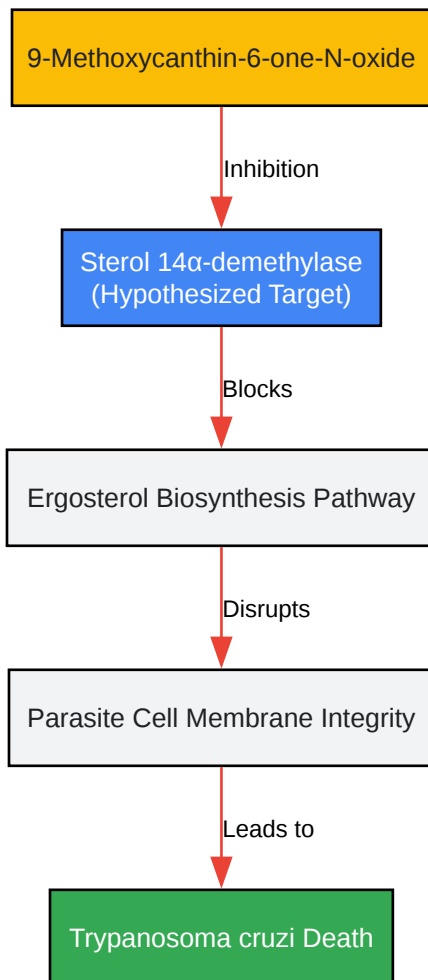 9-Methoxycanthin-6-one-N-oxide
Inhibition
Sterol 14α-demethylase
(Hypothesized Target)
Blocks
Ergosterol Biosynthesis Pathway
Disrupts
Parasite Cell Membrane Integrity
Leads to
Trypanosoma cruzi Death